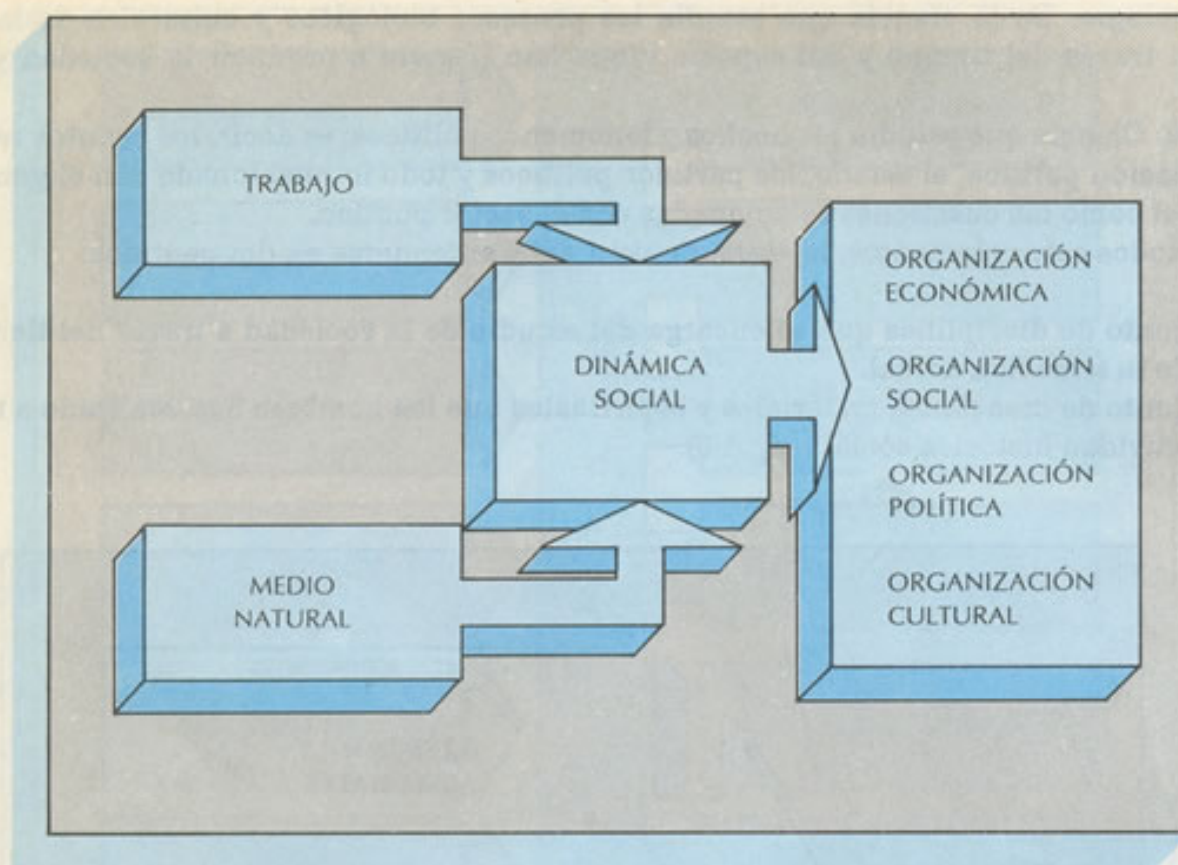 TRABAJO
DINÁMICA
SOCIAL
MEDIO
NATURAL
ORGANIZACIÓN
ECONÓMICA
ORGANIZACIÓN
SOCIAL
ORGANIZACIÓN
POLÍTICA
ORGANIZACIÓN
CULTURAL